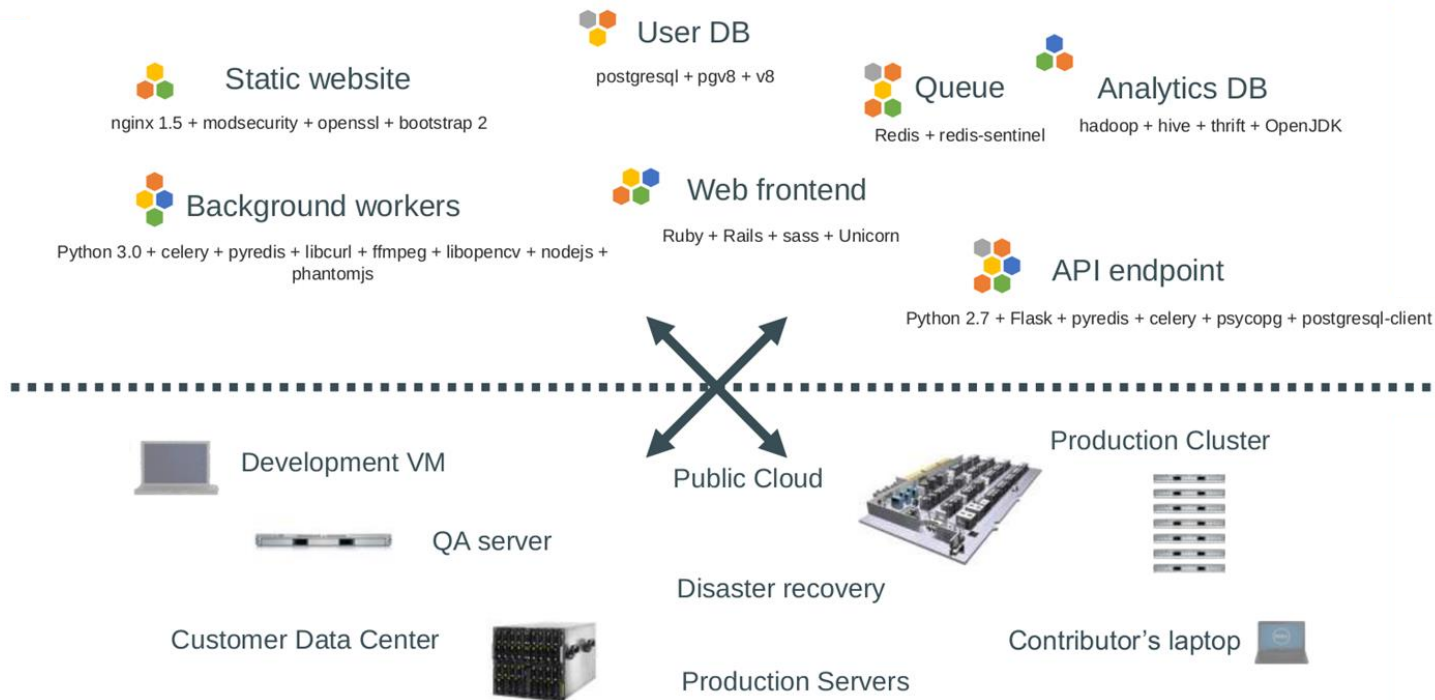 User DB
postgresql + pgv8 + v8
Static website
nginx 1.5 + modsecurity + openssl + bootstrap 2
Queue
Redis + redis-sentinel
Analytics DB
hadoop + hive + thrift + OpenJDK
Background workers
Python 3.0 + celery + pyredis + libcurl + ffmpeg + libopencv + nodejs +
phantomjs
Web frontend
Ruby + Rails + sass + Unicorn
API endpoint
Python 2.7 + Flask + pyredis + celery + psycopg + postgresql-client
Development VM
Public Cloud
Production Cluster
QA server
Disaster recovery
Customer Data Center
Contributor’s laptop
Production Servers